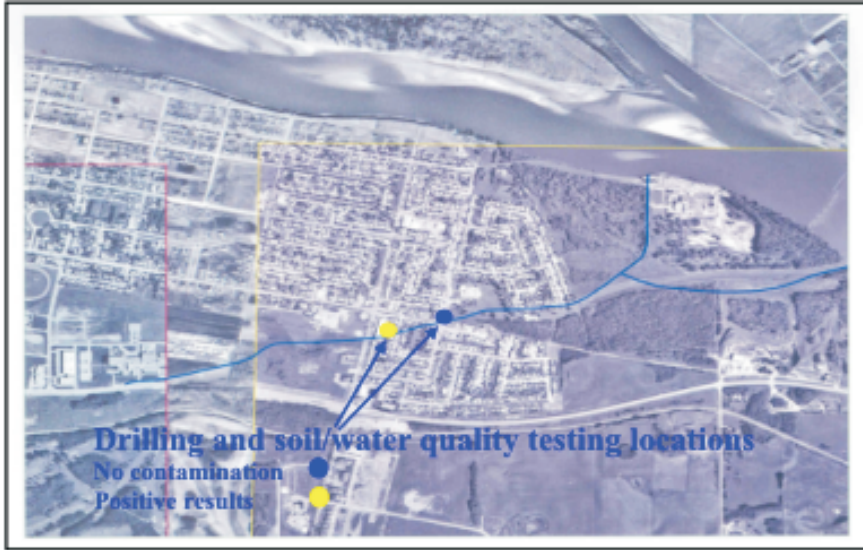 Drilling and soil/water quality testing locations
No contamination
Positive results